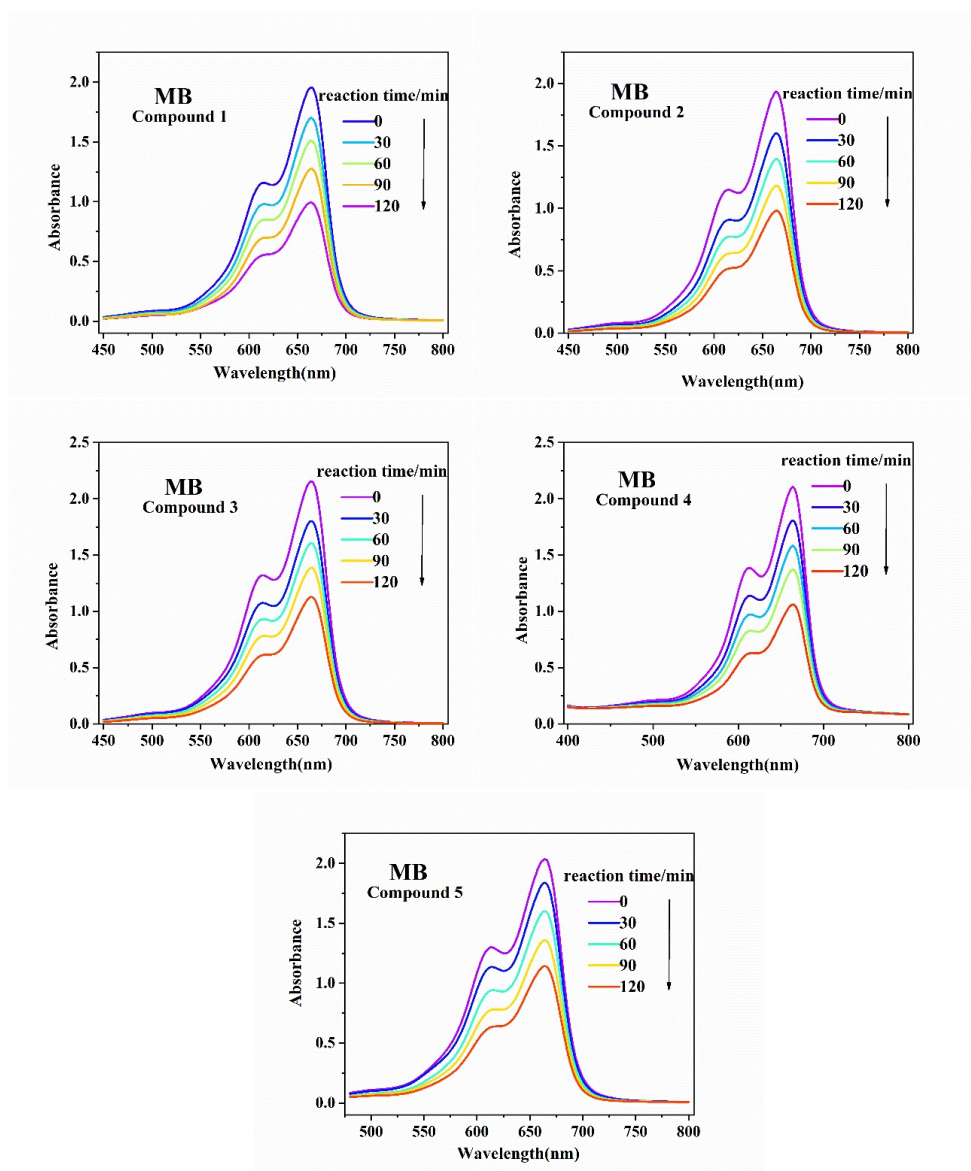 MB
Compound 1
reaction time/min
0
30
60
90
120
Absorbance
2.0
1.5
1.0
0.5
0.0
450 500 550 600 650 700 750 800
Wavelength(nm)
MB
Compound 2
reaction time/min
0
30
60
90
120
Absorbance
2.0
1.5
1.0
0.5
0.0
450 500 550 600 650 700 750 800
Wavelength(nm)
MB
Compound 3
reaction time/min
0
30
60
90
120
Absorbance
2.5
2.0
1.5
1.0
0.5
0.0
450 500 550 600 650 700 750 800
Wavelength(nm)
MB
Compound 4
reaction time/min
0
30
60
90
120
Absorbance
2.5
2.0
1.5
1.0
0.5
0.0
400 500 600 700 800
Wavelength(nm)
MB
Compound 5
reaction time/min
0
30
60
90
120
Absorbance
2.0
1.5
1.0
0.5
0.0
500 550 600 650 700 750 800
Wavelength(nm)